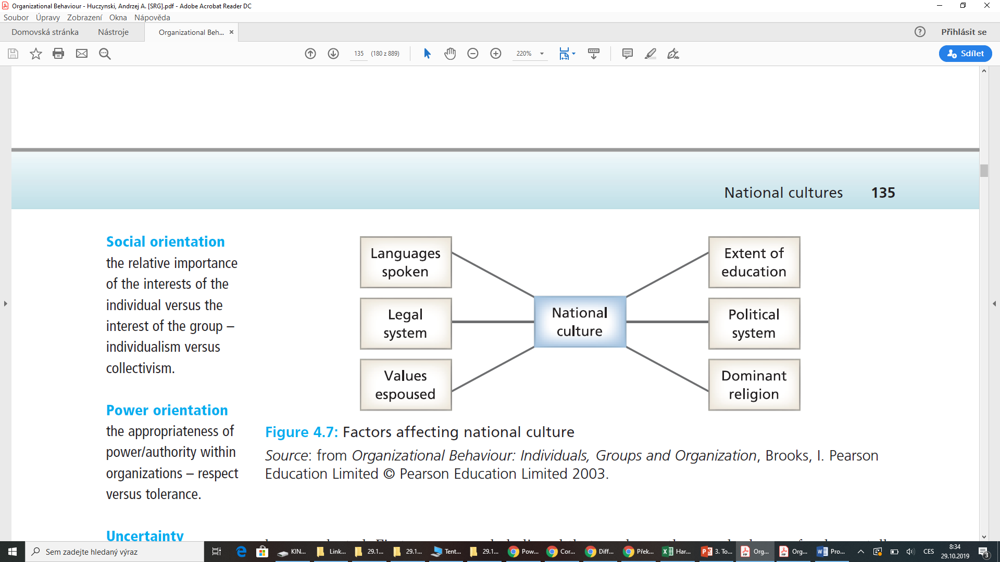 Organizational Behaviour - Huczynski, Andrzej A. [SRG].pdf - Adobe Acrobat Reader DC
Soubor Úpravy Zobrazení Okna Nápověda
Domovská stránka Nástroje Organizational Beh... × Přihlásit se
135 (180 z 889) 220% Sdílet
National cultures 135
Social orientation
the relative importance
of the interests of the
individual versus the
interest of the group –
individualism versus
collectivism.
Power orientation
the appropriateness of
power/authority within
organizations – respect
versus tolerance.
Uncertainty
Languages
spoken
Legal
system
Values
espoused
National
culture
Extent of
education
Political
system
Dominant
religion
Figure 4.7: Factors affecting national culture
Source: from Organizational Behaviour: Individuals, Groups and Organization, Brooks, I. Pearson
Education Limited © Pearson Education Limited 2003.
Sem zadejte hledaný výraz
KIN... Link... 29.1... 29.1... Tent... 29.1... Pow... Cor... Diff... Přek... Har... 3. To... Org... Org... Pro... CES
8:34
29.10.2019
3